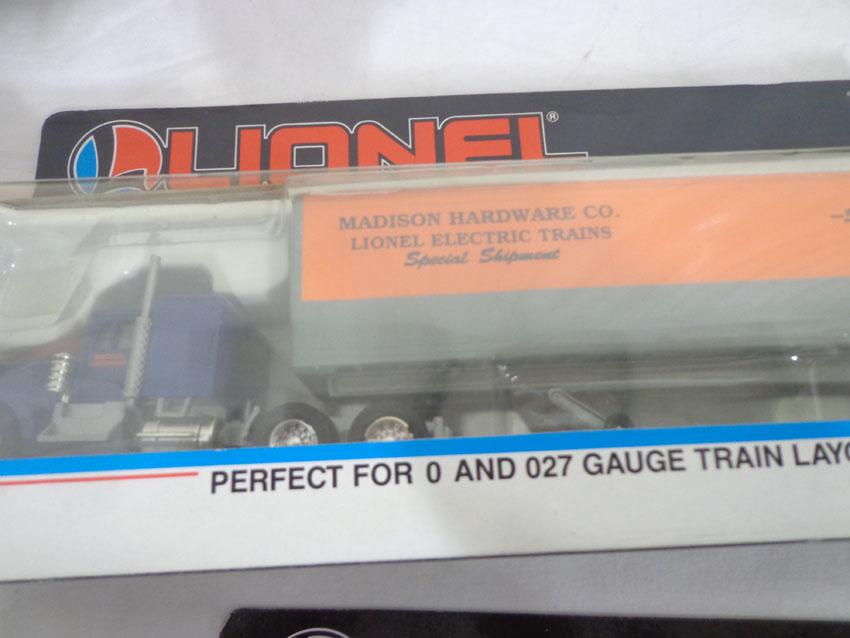 LIONEL®
MADISON HARDWARE CO.
LIONEL ELECTRIC TRAINS
Special Shipment
PERFECT FOR 0 AND 027 GAUGE TRAIN LAYO